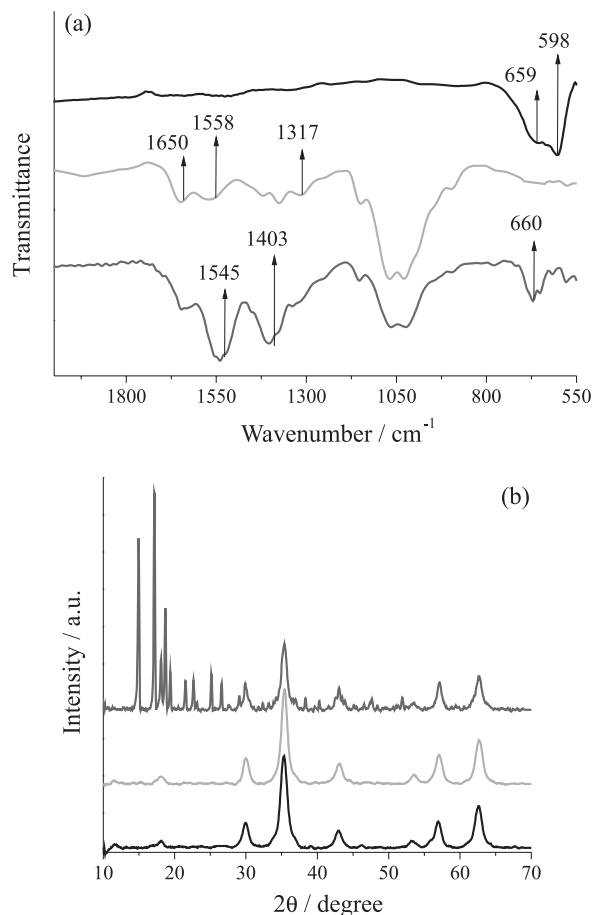 (a)
598
659
1650
1558
1317
1403
660
1545
Transmittance
1800 1550 1300 1050 800 550
Wavenumber / cm⁻¹
(b)
Intensity / a.u.
10 20 30 40 50 60 70
2θ / degree